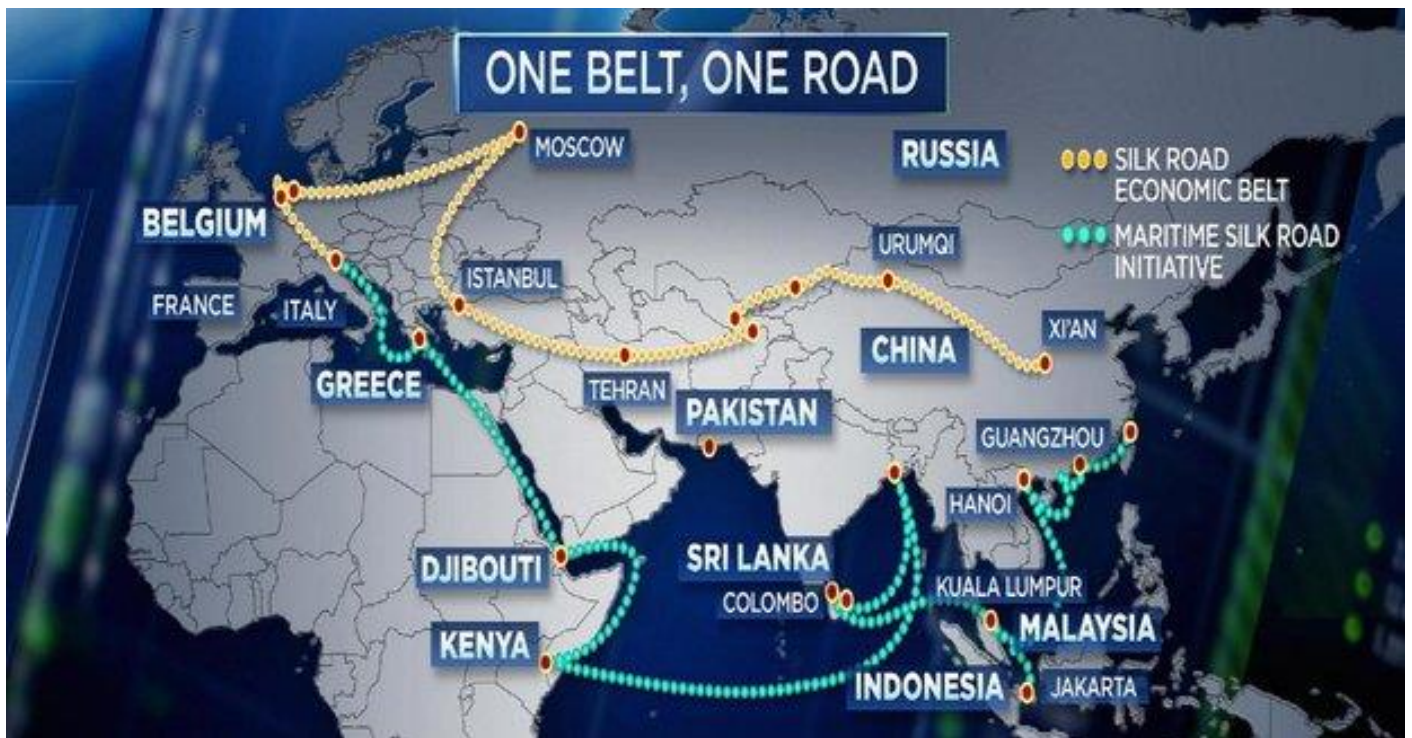 ONE BELT, ONE ROAD
MOSCOW
RUSSIA
SILK ROAD
ECONOMIC BELT
MARITIME SILK ROAD
INITIATIVE
BELGIUM
URUMQI
ISTANBUL
FRANCE
ITALY
XI'AN
CHINA
GREECE
TEHRAN
PAKISTAN
GUANGZHOU
HANOI
SRI LANKA
DJIBOUTI
COLOMBO
KUALA LUMPUR
MALAYSIA
KENYA
INDONESIA
JAKARTA